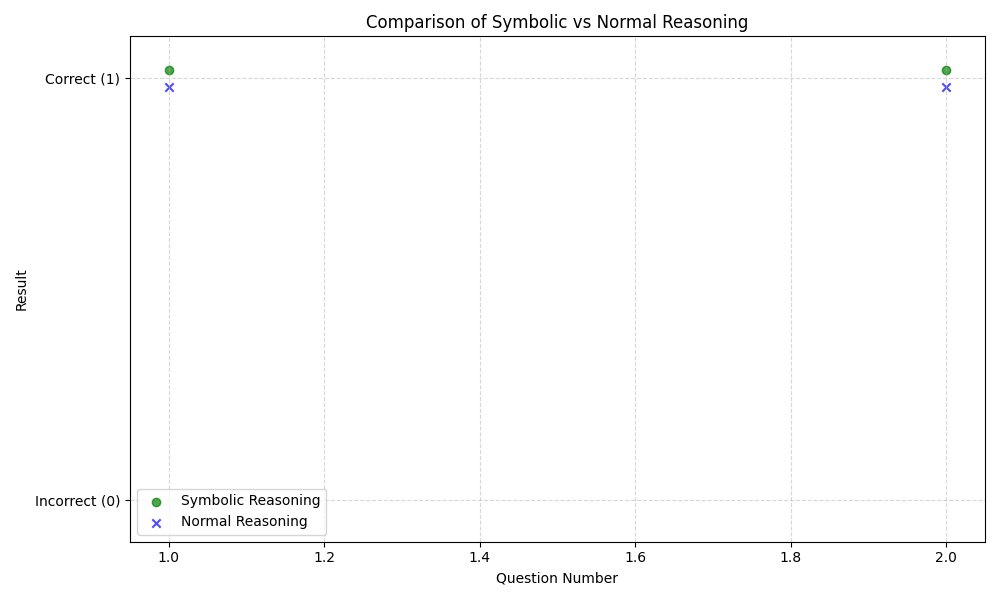 Comparison of Symbolic vs Normal Reasoning
Correct (1)
Result
Incorrect (0)
Symbolic Reasoning
Normal Reasoning
1.0 1.2 1.4 1.6 1.8 2.0
Question Number